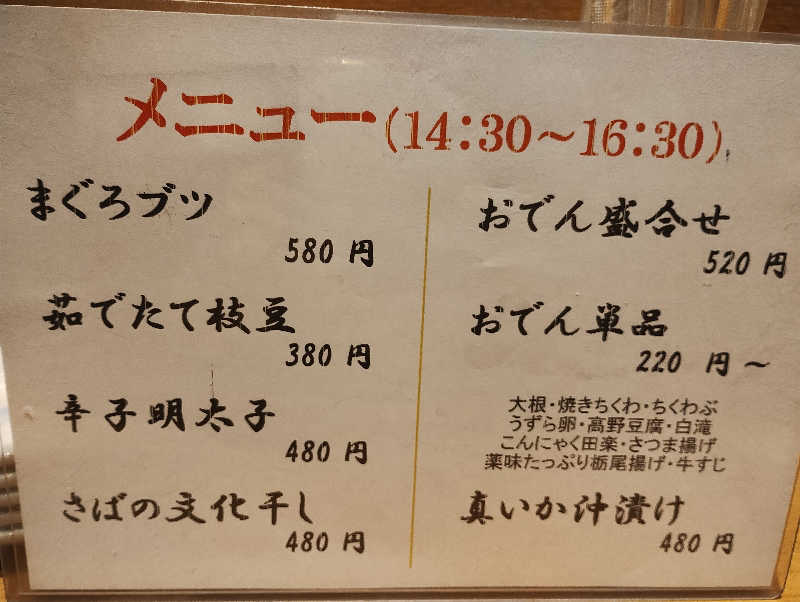 メニュー(14:30～16:30)
まぐろブツ
580 円
茹でたて枝豆
380 円
辛子明太子
480 円
さばの文化干し
480 円
おでん盛合せ
520 円
おでん単品
220 円～
大根・焼きちくわ・ちくわぶ
うずら卵・高野豆腐・白滝
こんにゃく田楽・さつま揚げ
薬味たっぷり栃尾揚げ・牛すじ
真いか沖漬け
480 円